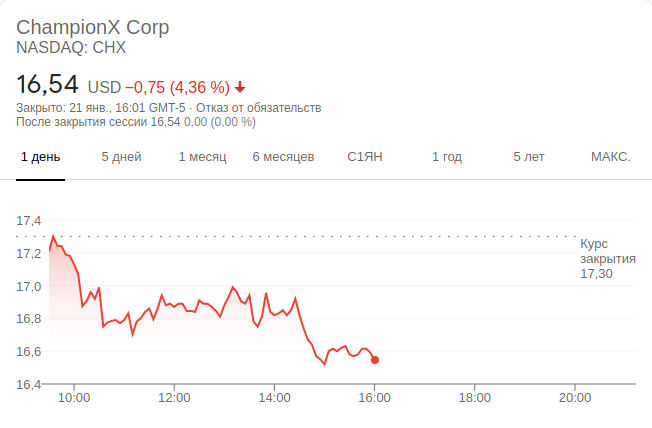 ChampionX Corp
NASDAQ: CHX
16,54 USD −0,75 (4,36 %)
Закрыто: 21 янв., 16:01 GMT-5 · Отказ от обязательств
После закрытия сессии 16,54 0,00 (0,00 %)
1 день 5 дней 1 месяц 6 месяцев С1ЯН 1 год 5 лет МАКС.
17,4
17,2
17,0
16,8
16,6
16,4
Курс
закрытия
17,30
10:00 12:00 14:00 16:00 18:00 20:00